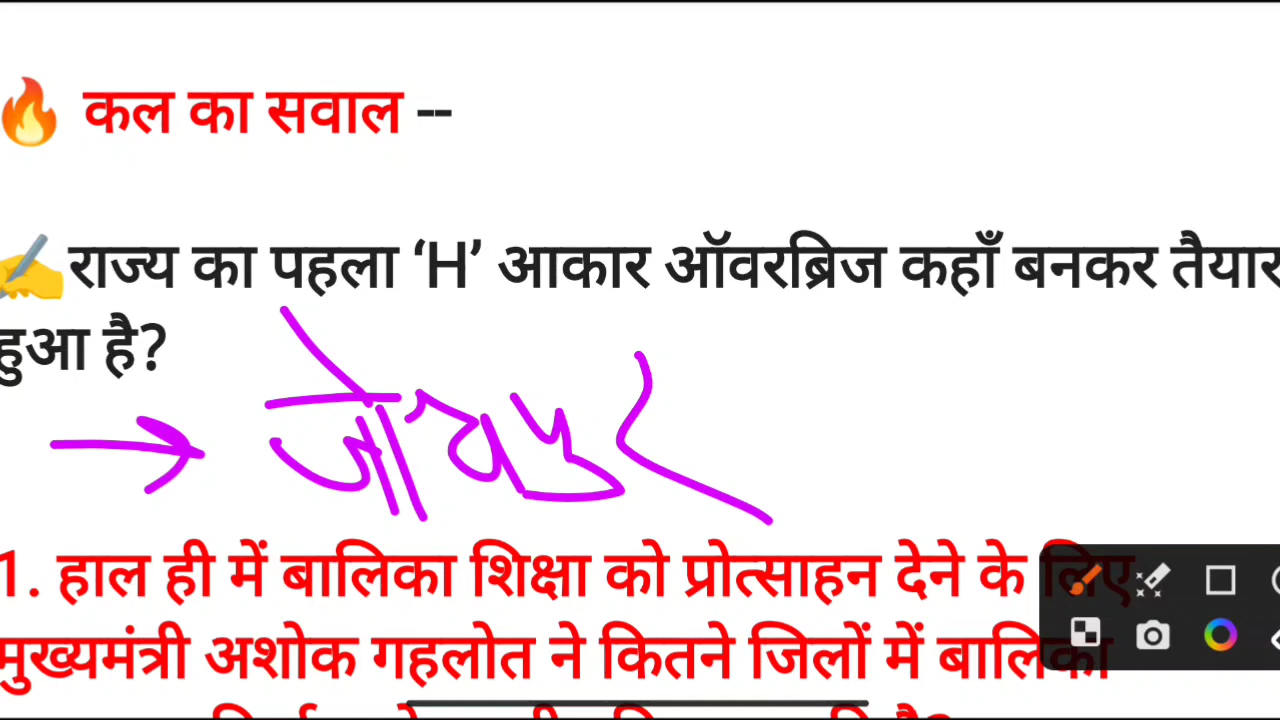 🔥 कल का सवाल --
✍राज्य का पहला ‘H’ आकार ऑवरब्रिज कहाँ बनकर तैयार
हुआ है?
→ जोधपुर
1. हाल ही में बालिका शिक्षा को प्रोत्साहन देने के लिए
मुख्यमंत्री अशोक गहलोत ने कितने जिलों में बालिका